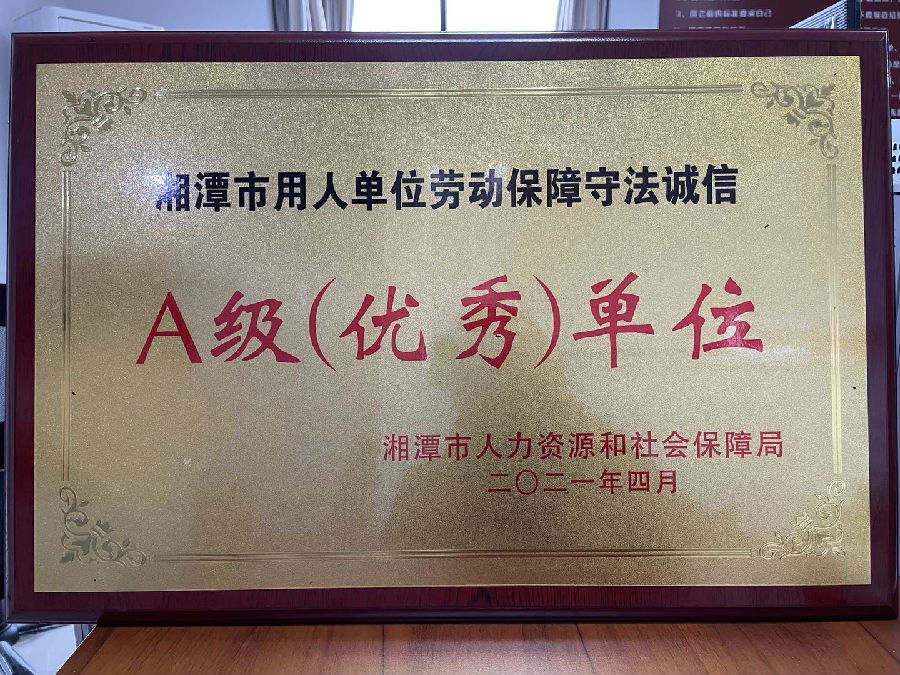 湘潭市用人单位劳动保障守法诚信
A级(优秀)单位
湘潭市人力资源和社会保障局
二〇二一年四月